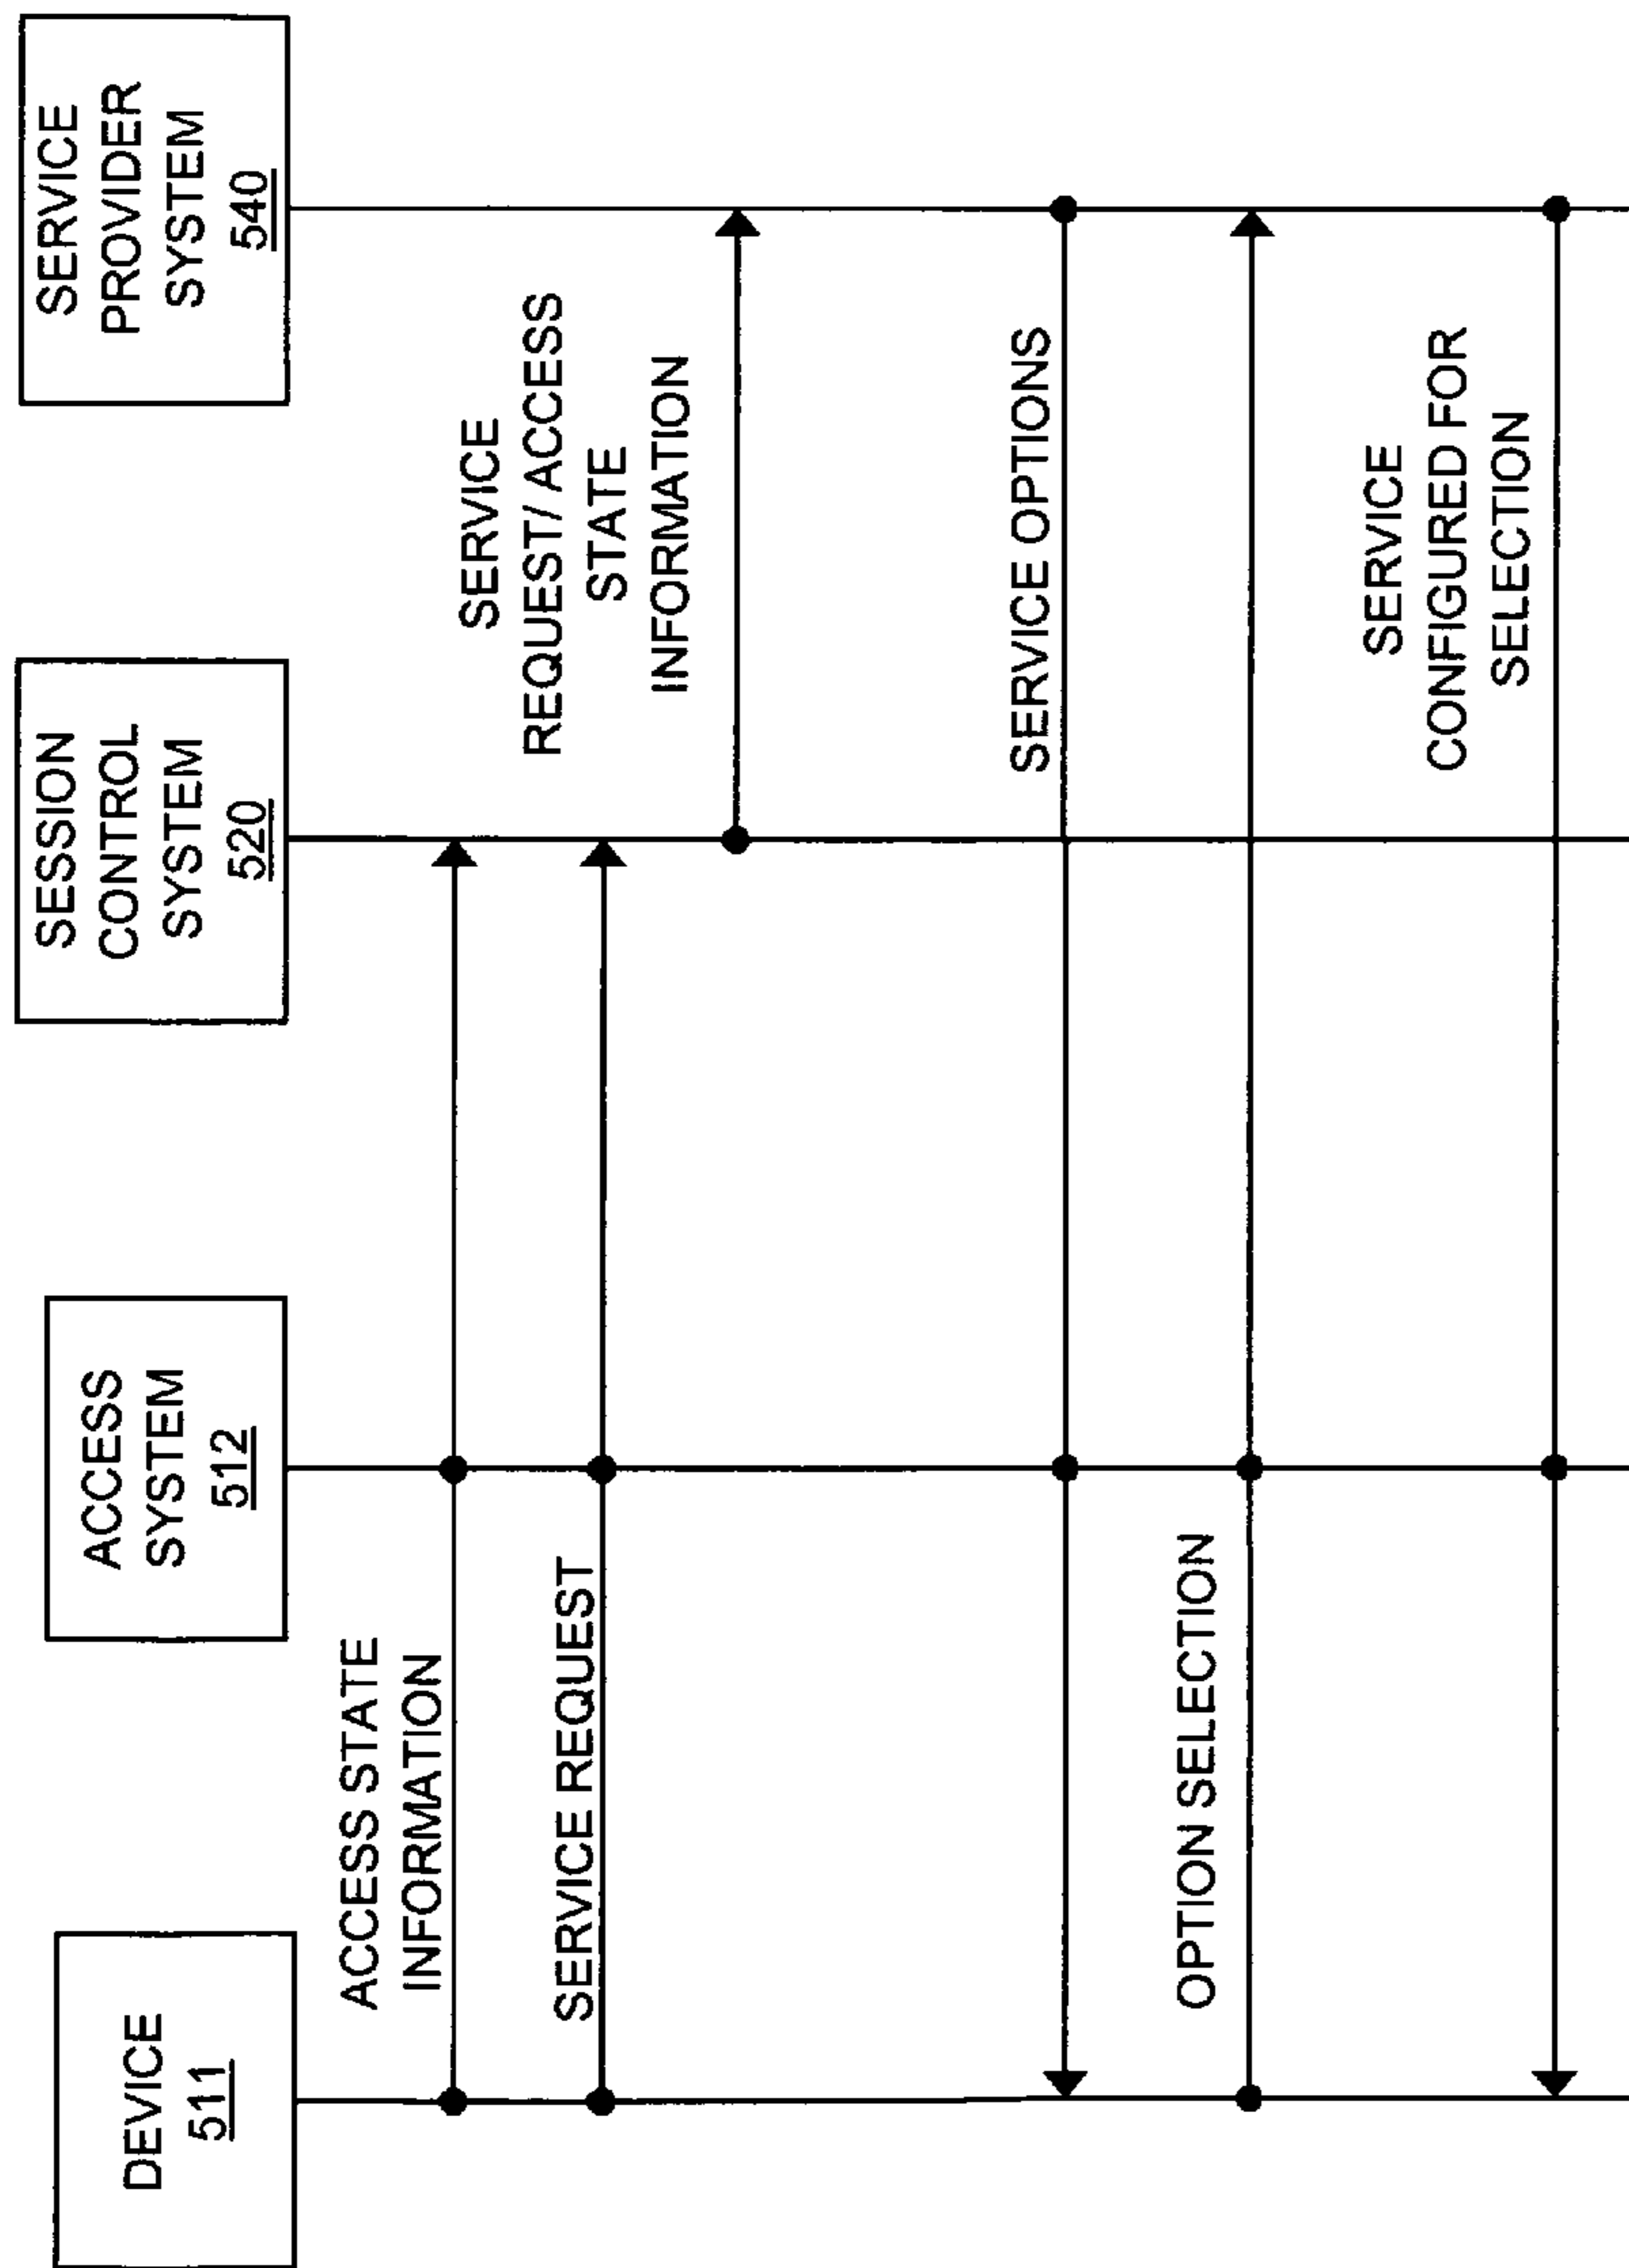 DEVICE
511
ACCESS
SYSTEM
512
SESSION
CONTROL
SYSTEM
520
SERVICE
PROVIDER
SYSTEM
540
ACCESS STATE
INFORMATION
SERVICE REQUEST
SERVICE
REQUEST/ACCESS
STATE
INFORMATION
SERVICE OPTIONS
OPTION SELECTION
SERVICE
CONFIGURED FOR
SELECTION